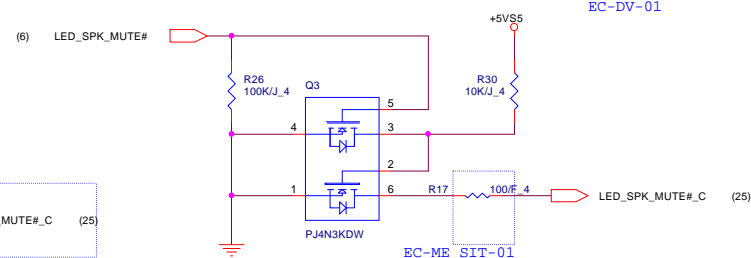 EC-DV-01
+5VS5
(6) LED_SPK_MUTE#
R26
100K/J_4
Q3
R30
10K/J_4
5
4 3
2
1 6 R17 100/F_4 LED_SPK_MUTE#_C (25)
MUTE#_C (25)
PJ4N3KDW
EC-ME SIT-01